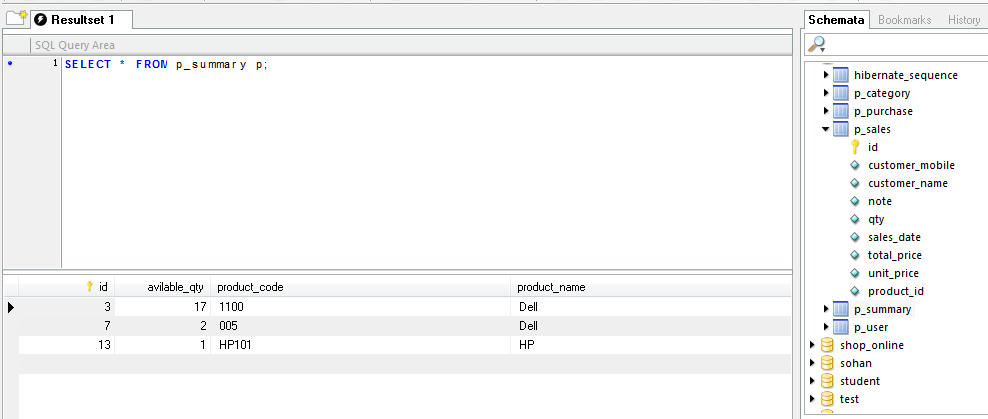 Resultset 1
SQL Query Area
1 SELECT * FROM p_summary p;
id avilable_qty product_code product_name
3 17 1100 Dell
7 2 005 Dell
13 1 HP101 HP
Schemata Bookmarks History
hibernate_sequence
p_category
p_purchase
p_sales
id
customer_mobile
customer_name
note
qty
sales_date
total_price
unit_price
product_id
p_summary
p_user
shop_online
sohan
student
test